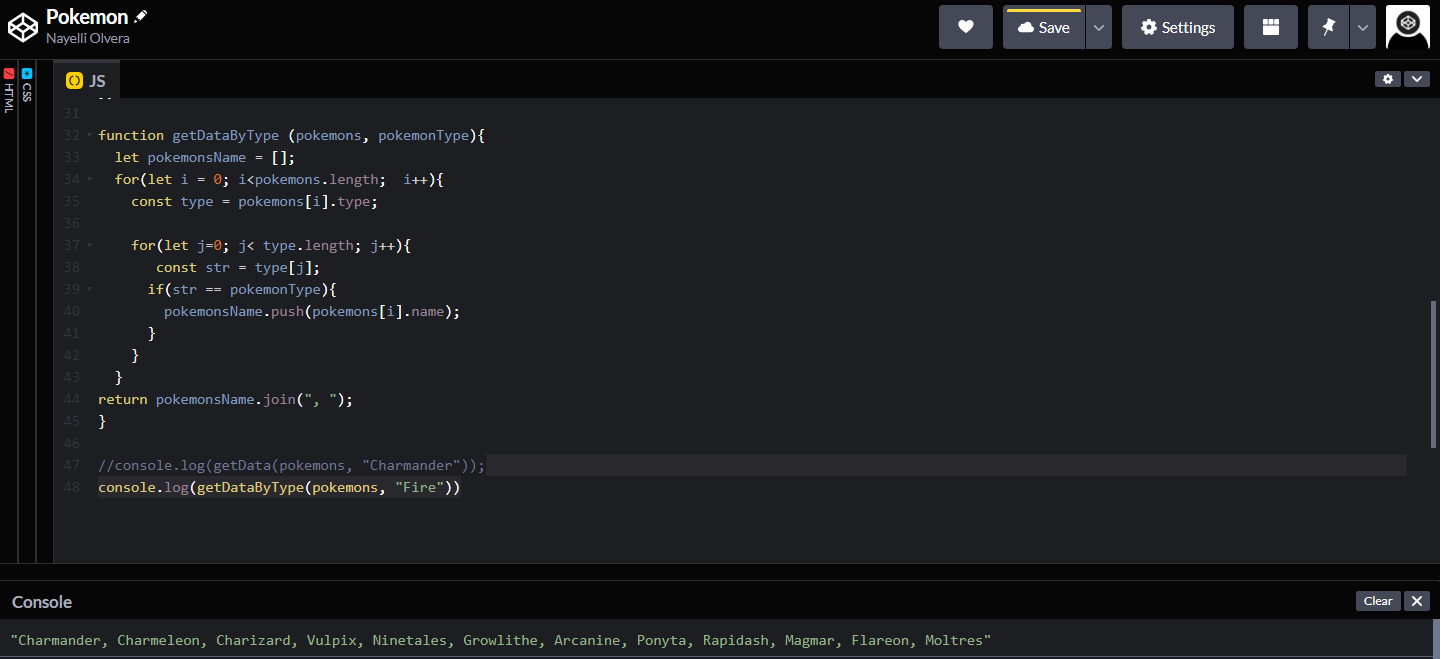 Pokemon
Nayelli Olvera
Save
Settings
HTML
CSS
() JS
31
32 function getDataByType (pokemons, pokemonType){
33 let pokemonsName = [];
34 for(let i = 0; i<pokemons.length;  i++){
35 const type = pokemons[i].type;
36
37 for(let j=0; j< type.length; j++){
38 const str = type[j];
39 if(str == pokemonType){
40 pokemonsName.push(pokemons[i].name);
41 }
42 }
43 }
44 return pokemonsName.join(", ");
45 }
46
47 //console.log(getData(pokemons, "Charmander"));
48 console.log(getDataByType(pokemons, "Fire"))
Console
Clear
"Charmander, Charmeleon, Charizard, Vulpix, Ninetales, Growlithe, Arcanine, Ponyta, Rapidash, Magmar, Flareon, Moltres"